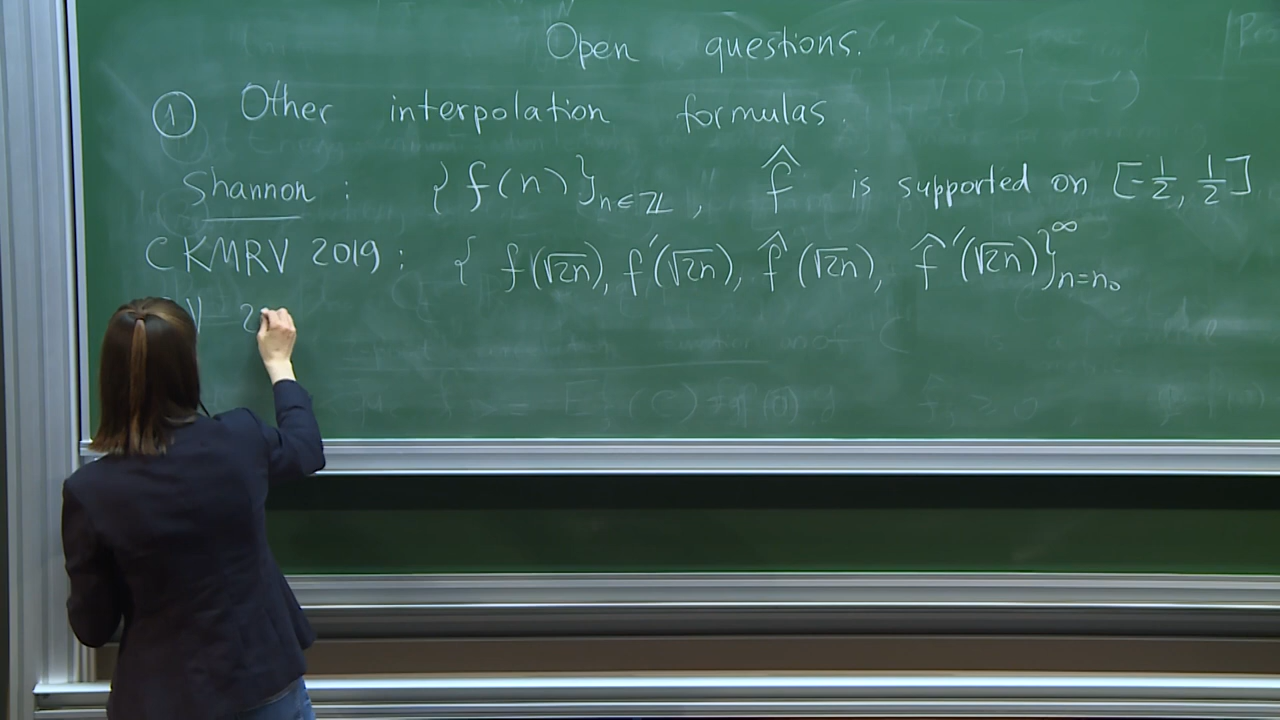 Open questions.
① Other interpolation formulas.
Shannon : { f(n) }_{n∈ℤ} , f̂ is supported on [-1/2, 1/2]
CKMRV 2019 : { f(√2n), f′(√2n), f̂(√2n), f̂′(√2n) }^∞_{n=n₀}
V 2